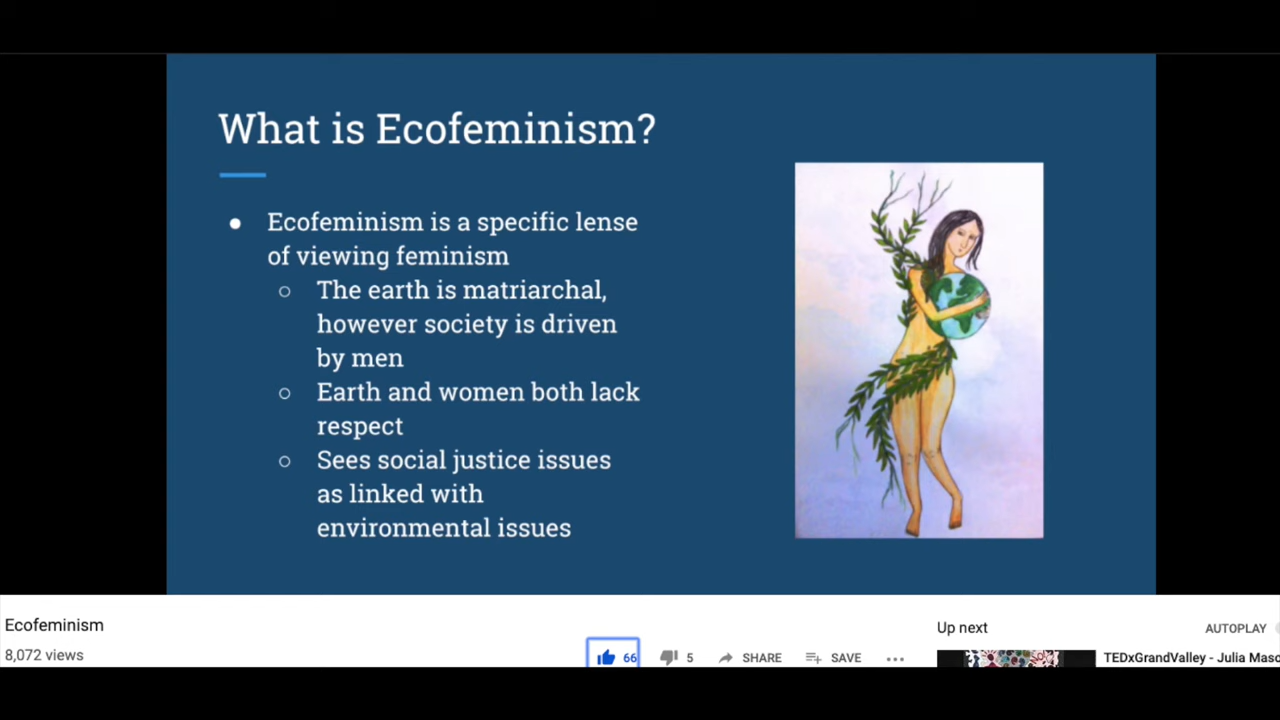 What is Ecofeminism?
● Ecofeminism is a specific lense
of viewing feminism
○ The earth is matriarchal,
however society is driven
by men
○ Earth and women both lack
respect
○ Sees social justice issues
as linked with
environmental issues
Ecofeminism
8,072 views
66
5
SHARE
SAVE
Up next
AUTOPLAY
TEDxGrandValley - Julia Maso